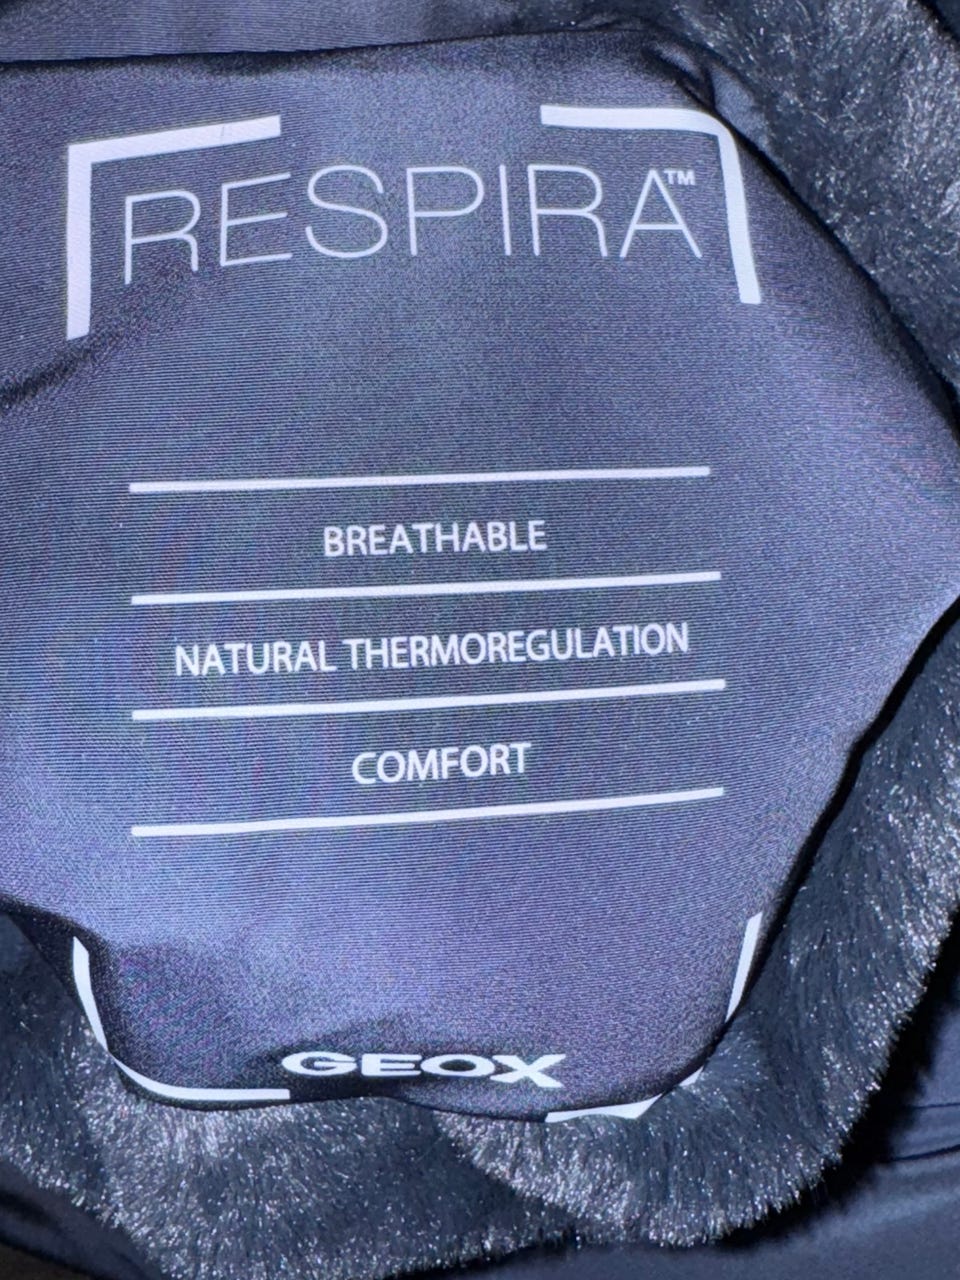 RESPIRA™
BREATHABLE
NATURAL THERMOREGULATION
COMFORT
GEOX